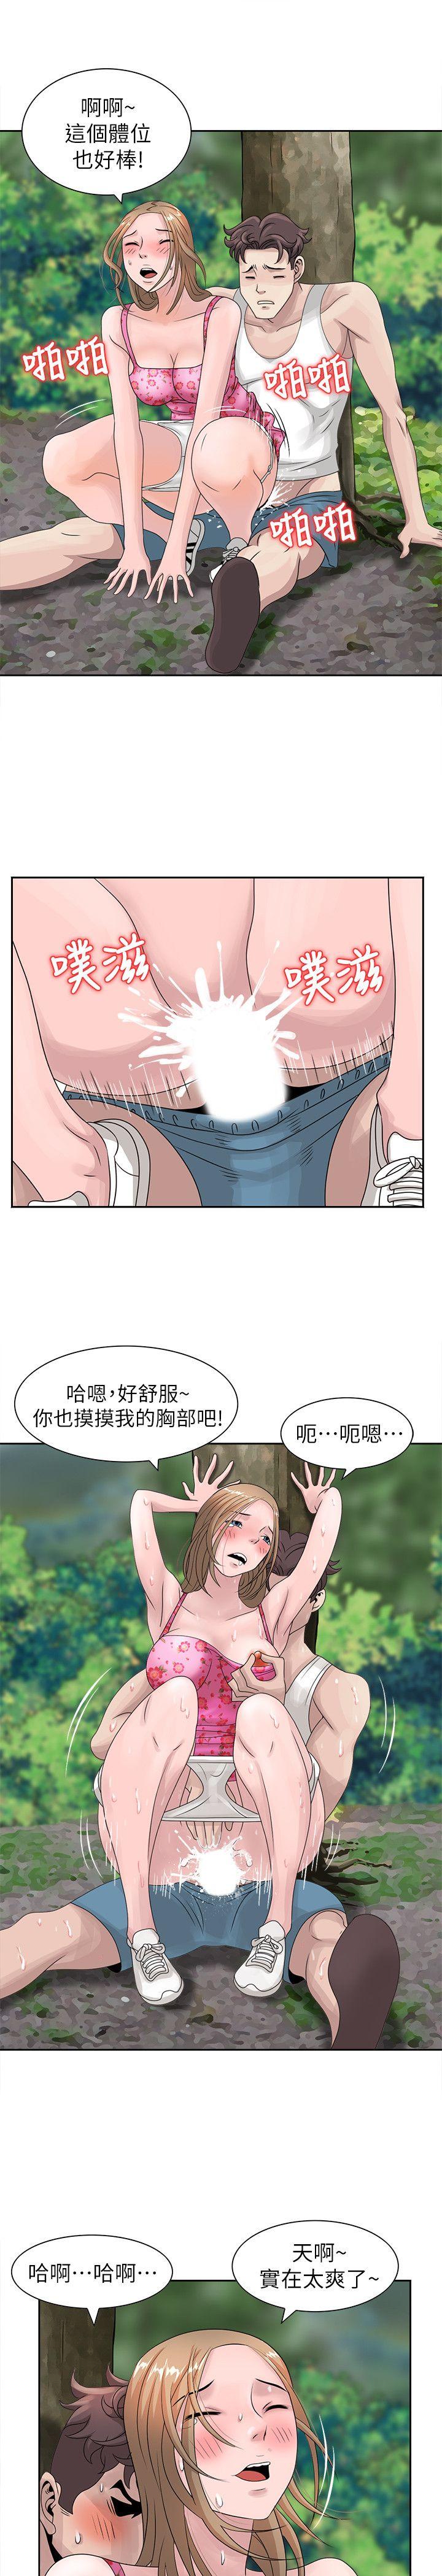 啊啊~
這個體位
也好棒!
啪啪
啪啪
啪啪
噗滋
噗滋
哈嗯,好舒服~
你也摸摸我的胸部吧!
呃⋯呃嗯⋯
哈啊⋯哈啊⋯
天啊~
實在太爽了~